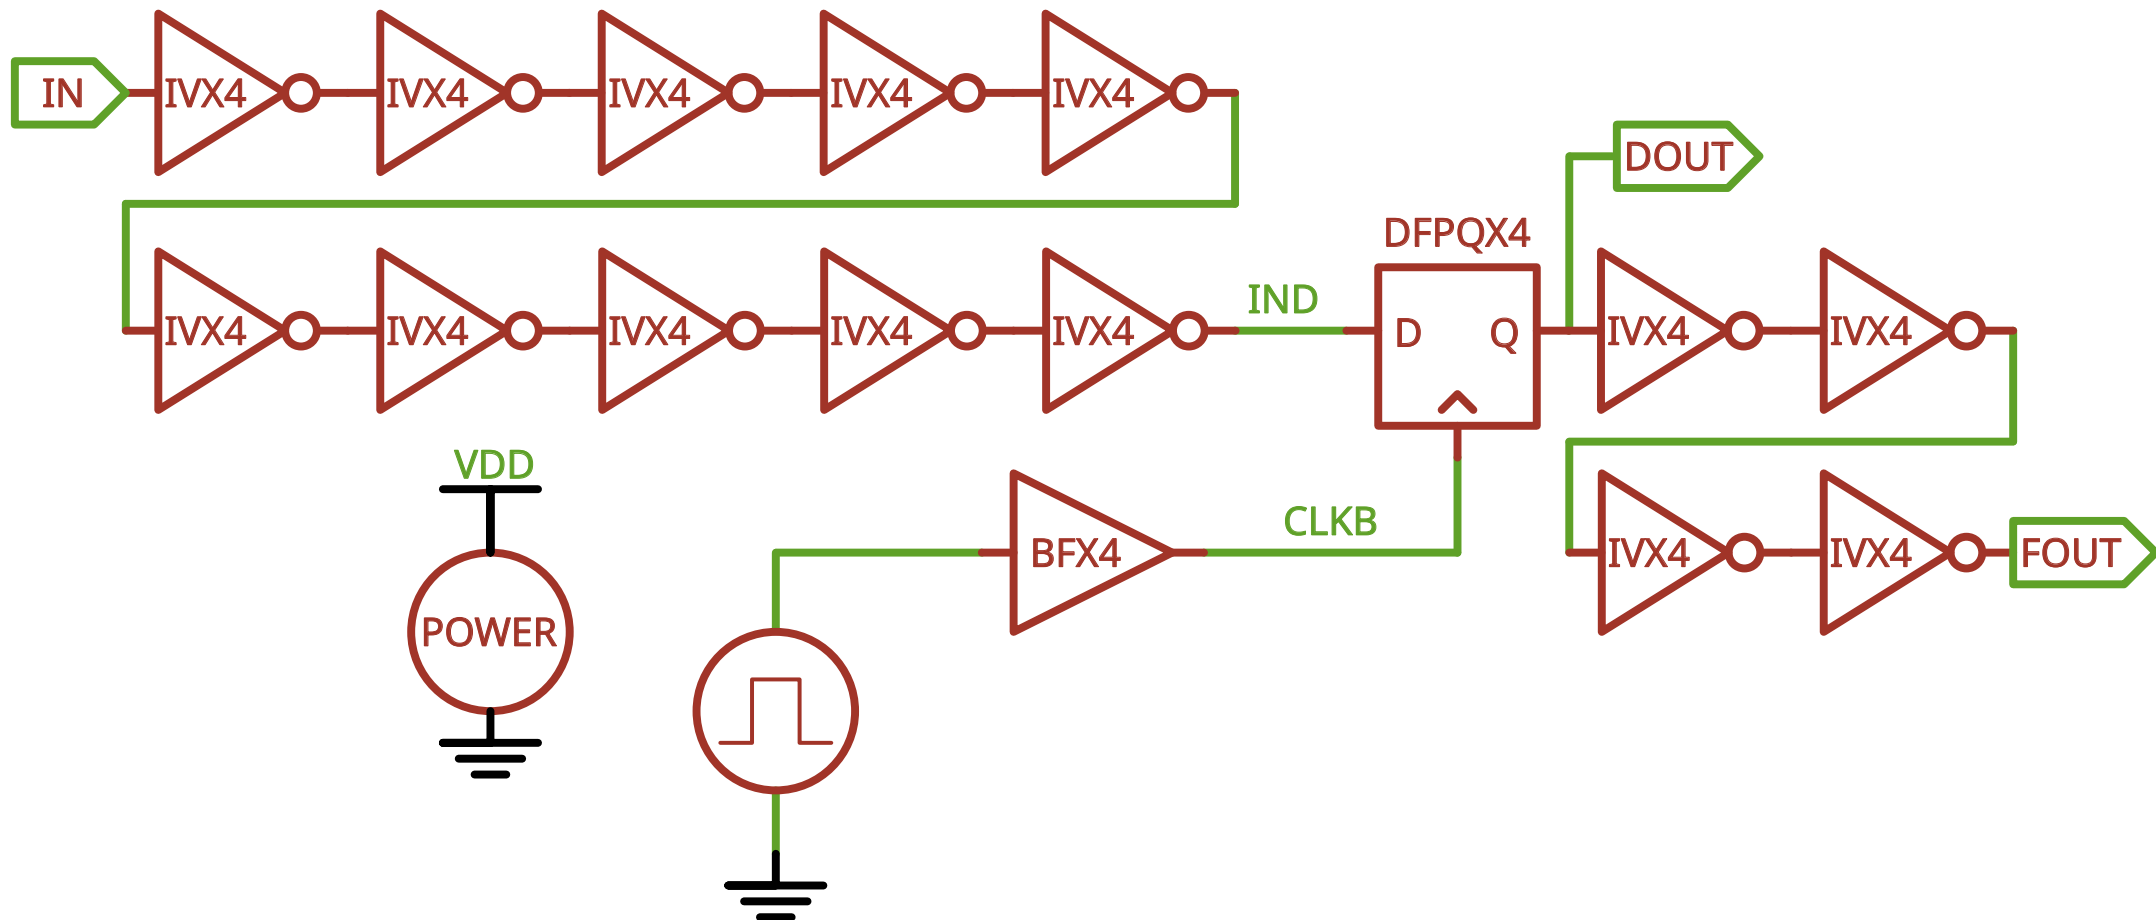 IN
IVX4
IVX4
IVX4
IVX4
IVX4
DOUT
DFPQX4
IVX4
IVX4
IVX4
IVX4
IVX4
IND
D
Q
IVX4
IVX4
VDD
CLKB
BFX4
IVX4
IVX4
FOUT
POWER